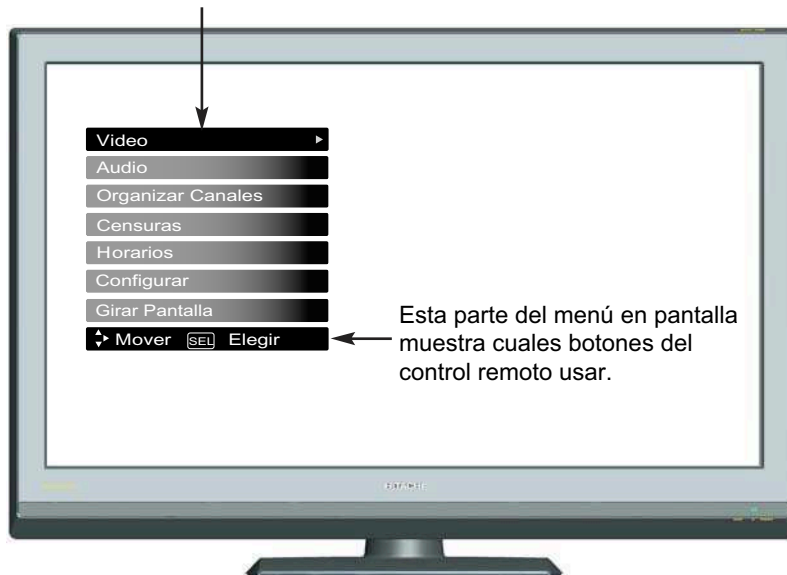 Video
Audio
Organizar Canales
Censuras
Horarios
Configurar
Girar Pantalla
Mover SEL Elegir
Esta parte del menú en pantalla
muestra cuales botones del
control remoto usar.
HITACHI